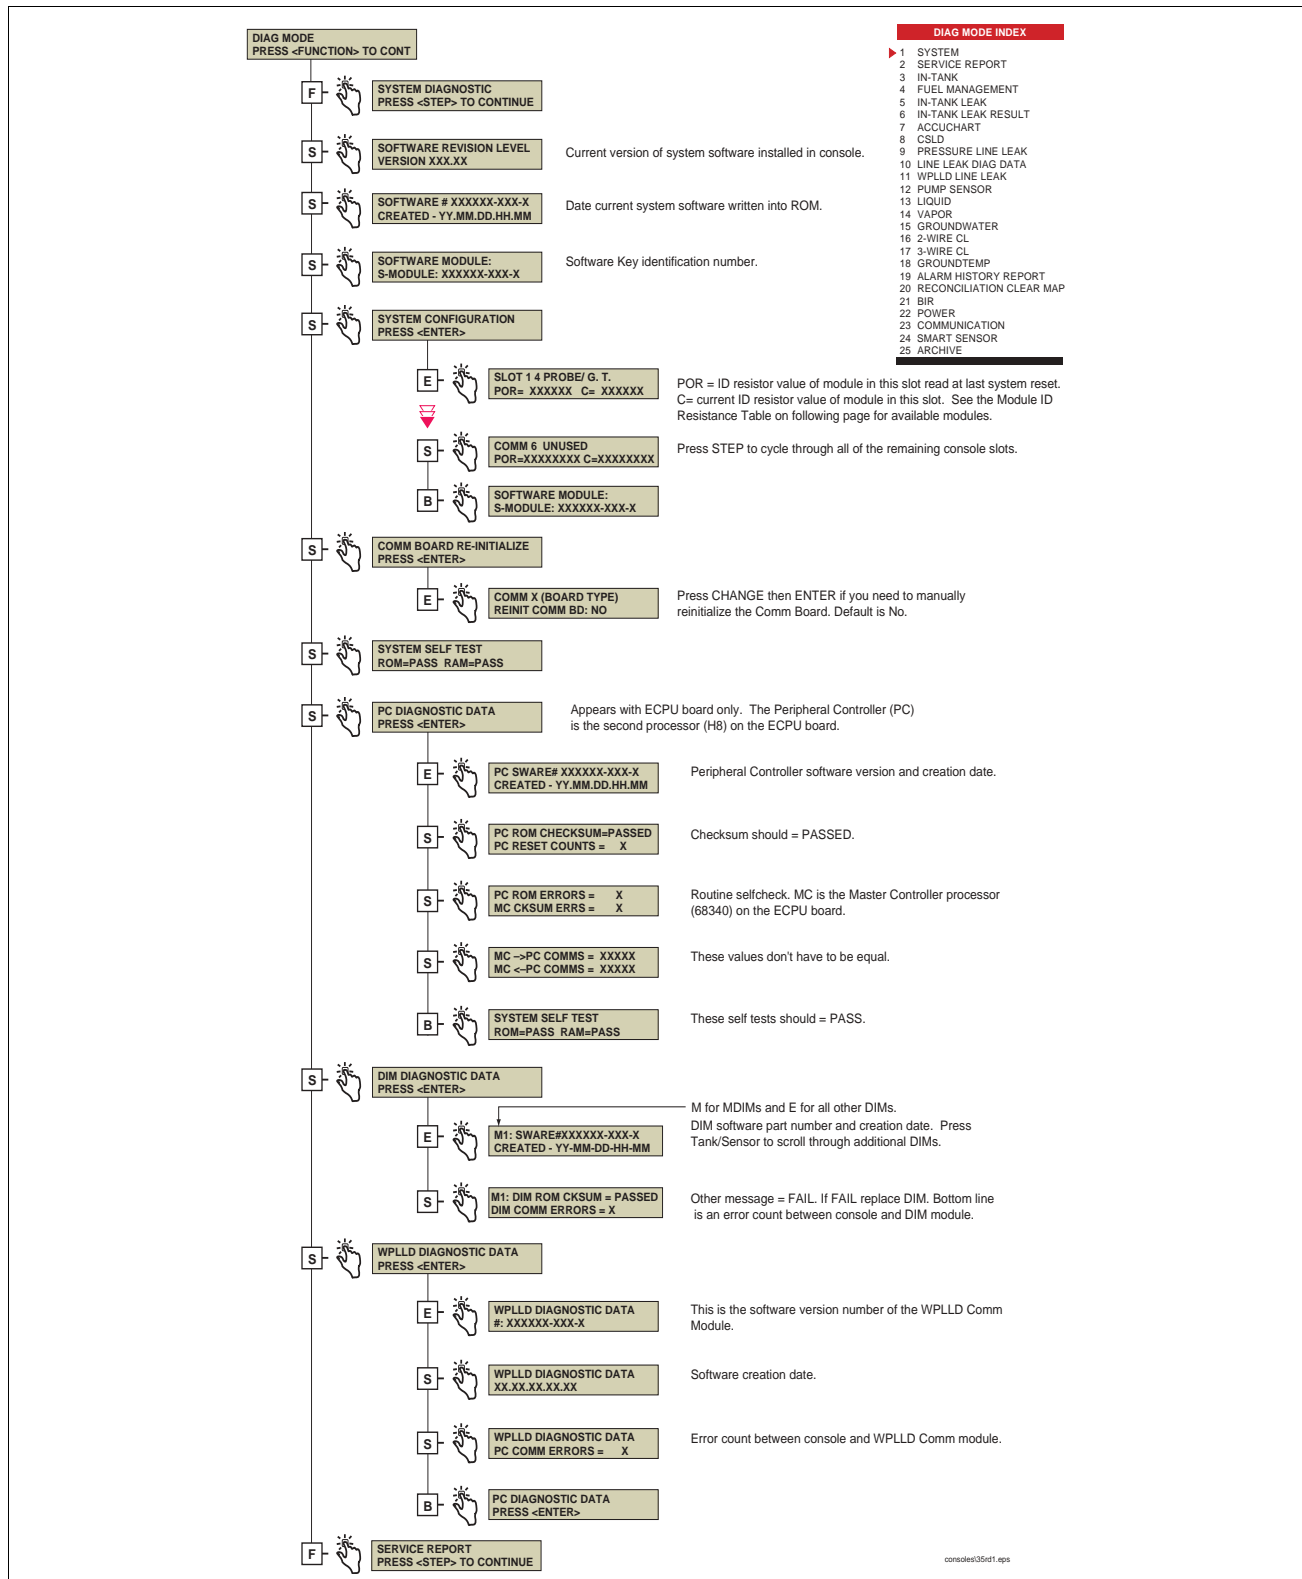 DIAG MODE
PRESS <FUNCTION> TO CONT
DIAG MODE INDEX
1 SYSTEM
2 SERVICE REPORT
3 IN-TANK
4 FUEL MANAGEMENT
5 IN-TANK LEAK
6 IN-TANK LEAK RESULT
7 ACCUCHART
8 CSLD
9 PRESSURE LINE LEAK
10 LINE LEAK DIAG DATA
11 WPLLD LINE LEAK
12 PUMP SENSOR
13 LIQUID
14 VAPOR
15 GROUNDWATER
16 2-WIRE CL
17 3-WIRE CL
18 GROUNDTEMP
19 ALARM HISTORY REPORT
20 RECONCILIATION CLEAR MAP
21 BIR
22 POWER
23 COMMUNICATION
24 SMART SENSOR
25 ARCHIVE
F
SYSTEM DIAGNOSTIC
PRESS <STEP> TO CONTINUE
S
SOFTWARE REVISION LEVEL
VERSION XXX.XX
Current version of system software installed in console.
S
SOFTWARE # XXXXXX-XXX-X
CREATED - YY.MM.DD.HH.MM
Date current system software written into ROM.
S
SOFTWARE MODULE:
S-MODULE: XXXXXX-XXX-X
Software Key identification number.
S
SYSTEM CONFIGURATION
PRESS <ENTER>
E
SLOT 1 4 PROBE/ G. T.
POR= XXXXXX C= XXXXXX
POR = ID resistor value of module in this slot read at last system reset.
C= current ID resistor value of module in this slot. See the Module ID
Resistance Table on following page for available modules.
S
COMM 6 UNUSED
POR=XXXXXXXX C=XXXXXXXX
Press STEP to cycle through all of the remaining console slots.
B
SOFTWARE MODULE:
S-MODULE: XXXXXX-XXX-X
S
COMM BOARD RE-INITIALIZE
PRESS <ENTER>
E
COMM X (BOARD TYPE)
REINIT COMM BD: NO
Press CHANGE then ENTER if you need to manually
reinitialize the Comm Board. Default is No.
S
SYSTEM SELF TEST
ROM=PASS RAM=PASS
S
PC DIAGNOSTIC DATA
PRESS <ENTER>
Appears with ECPU board only. The Peripheral Controller (PC)
is the second processor (H8) on the ECPU board.
E
PC SWARE# XXXXXX-XXX-X
CREATED - YY.MM.DD.HH.MM
Peripheral Controller software version and creation date.
S
PC ROM CHECKSUM=PASSED
PC RESET COUNTS = X
Checksum should = PASSED.
S
PC ROM ERRORS = X
MC CKSUM ERRS = X
Routine selfcheck. MC is the Master Controller processor
(68340) on the ECPU board.
S
MC –>PC COMMS = XXXXX
MC <–PC COMMS = XXXXX
These values don't have to be equal.
B
SYSTEM SELF TEST
ROM=PASS RAM=PASS
These self tests should = PASS.
S
DIM DIAGNOSTIC DATA
PRESS <ENTER>
M for MDIMs and E for all other DIMs.
E
M1: SWARE#XXXXXX-XXX-X
CREATED - YY-MM-DD-HH-MM
DIM software part number and creation date. Press
Tank/Sensor to scroll through additional DIMs.
S
M1: DIM ROM CKSUM = PASSED
DIM COMM ERRORS = X
Other message = FAIL. If FAIL replace DIM. Bottom line
is an error count between console and DIM module.
S
WPLLD DIAGNOSTIC DATA
PRESS <ENTER>
E
WPLLD DIAGNOSTIC DATA
#: XXXXXX-XXX-X
This is the software version number of the WPLLD Comm
Module.
S
WPLLD DIAGNOSTIC DATA
XX.XX.XX.XX.XX
Software creation date.
S
WPLLD DIAGNOSTIC DATA
PC COMM ERRORS = X
Error count between console and WPLLD Comm module.
B
PC DIAGNOSTIC DATA
PRESS <ENTER>
F
SERVICE REPORT
PRESS <STEP> TO CONTINUE
consoles\35rd1.eps